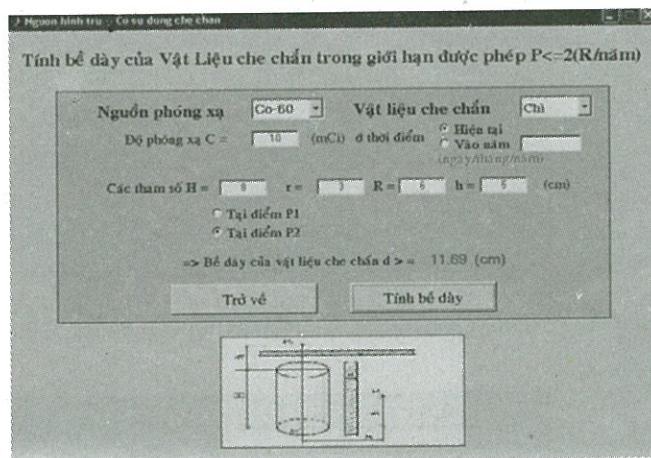 Nguon hinh tru - Co su dung che chan
Tính bề dày của Vật Liệu che chắn trong giới hạn được phép P<=2(R/năm)
Nguồn phóng xạ Co-60 Vật liệu che chắn Chì
Độ phóng xạ C = 10 (mCi) ở thời điểm Hiện tại
Vào năm
(ngày/tháng/năm)
Các tham số H = 8 r = 3 R = 6 h = 5 (cm)
Tại điểm P1
Tại điểm P2
=> Bề dày của vật liệu che chắn d > = 11.69 (cm)
Trở về Tính bề dày